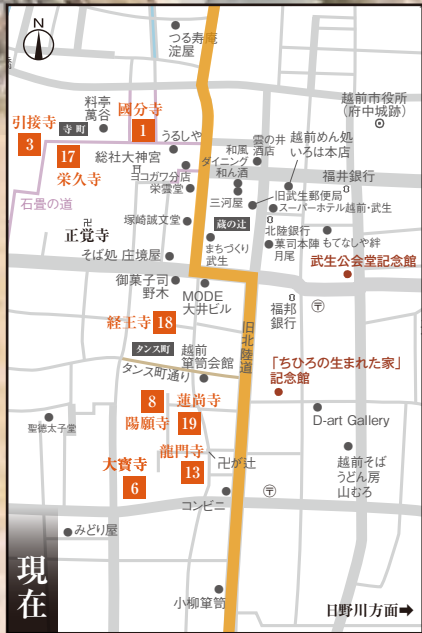 N
つる寿庵
淀屋
料亭
萬谷
國分寺
1
引接寺
3
寺町
17
栄久寺
うるしや
総社大神宮
ヨコガワ分店
栄雲堂
石畳の道
卍
正覚寺
塚崎誠文堂
そば処 庄境屋
和風
ダイニング
和ん酒
雲の井
酒店
越前めん処
いろは本店
越前市役所
(府中城跡)
福井銀行
三河屋
旧武生郵便局
スーパーホテル越前・武生
蔵の辻
まちづくり
武生
北陸銀行
菓司本陣
月尾
もてなしや絆
武生公会堂記念館
御菓子司
野木
MODE
大井ビル
福邦
銀行
〒
経王寺
18
タンス町
越前
箪笥会館
タンス町通り
旧北陸道
「ちひろの生まれた家」
記念館
8
陽願寺
蓮尚寺
19
聖徳太子堂
D-art Gallery
龍門寺
13
卍が辻
大寳寺
6
越前そば
うどん房
山むろ
コンビニ
〒
みどり屋
現在
小柳箪笥
日野川方面➡